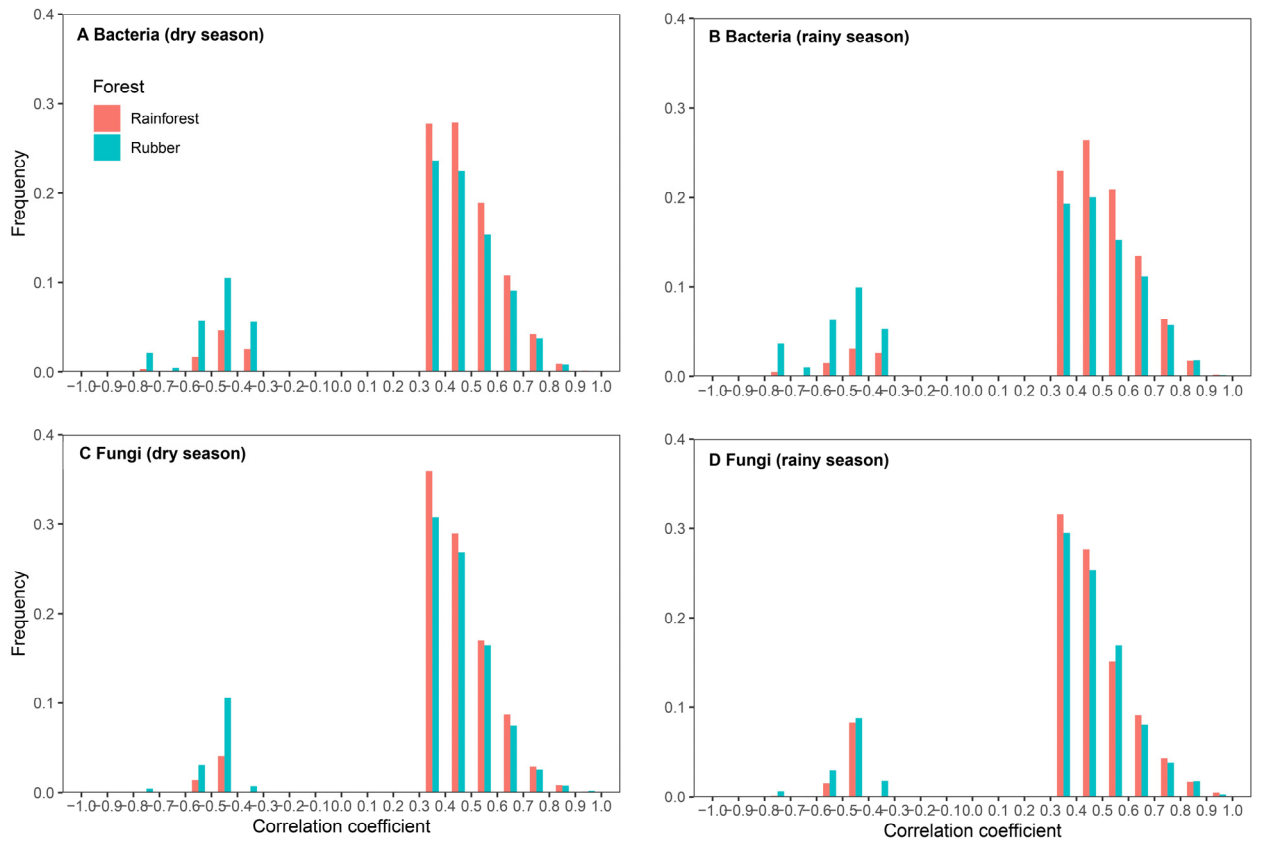 A Bacteria (dry season)
Forest
Rainforest
Rubber
Frequency
0.4
0.3
0.2
0.1
0.0
−1.0 −0.9 −0.8 −0.7 −0.6 −0.5 −0.4 −0.3 −0.2 −0.1 0.0 0.1 0.2 0.3 0.4 0.5 0.6 0.7 0.8 0.9 1.0
B Bacteria (rainy season)
0.4
0.3
0.2
0.1
0.0
−1.0 −0.9 −0.8 −0.7 −0.6 −0.5 −0.4 −0.3 −0.2 −0.1 0.0 0.1 0.2 0.3 0.4 0.5 0.6 0.7 0.8 0.9 1.0
C Fungi (dry season)
Frequency
0.4
0.3
0.2
0.1
0.0
−1.0 −0.9 −0.8 −0.7 −0.6 −0.5 −0.4 −0.3 −0.2 −0.1 0.0 0.1 0.2 0.3 0.4 0.5 0.6 0.7 0.8 0.9 1.0
Correlation coefficient
D Fungi (rainy season)
0.4
0.3
0.2
0.1
0.0
−1.0 −0.9 −0.8 −0.7 −0.6 −0.5 −0.4 −0.3 −0.2 −0.1 0.0 0.1 0.2 0.3 0.4 0.5 0.6 0.7 0.8 0.9 1.0
Correlation coefficient